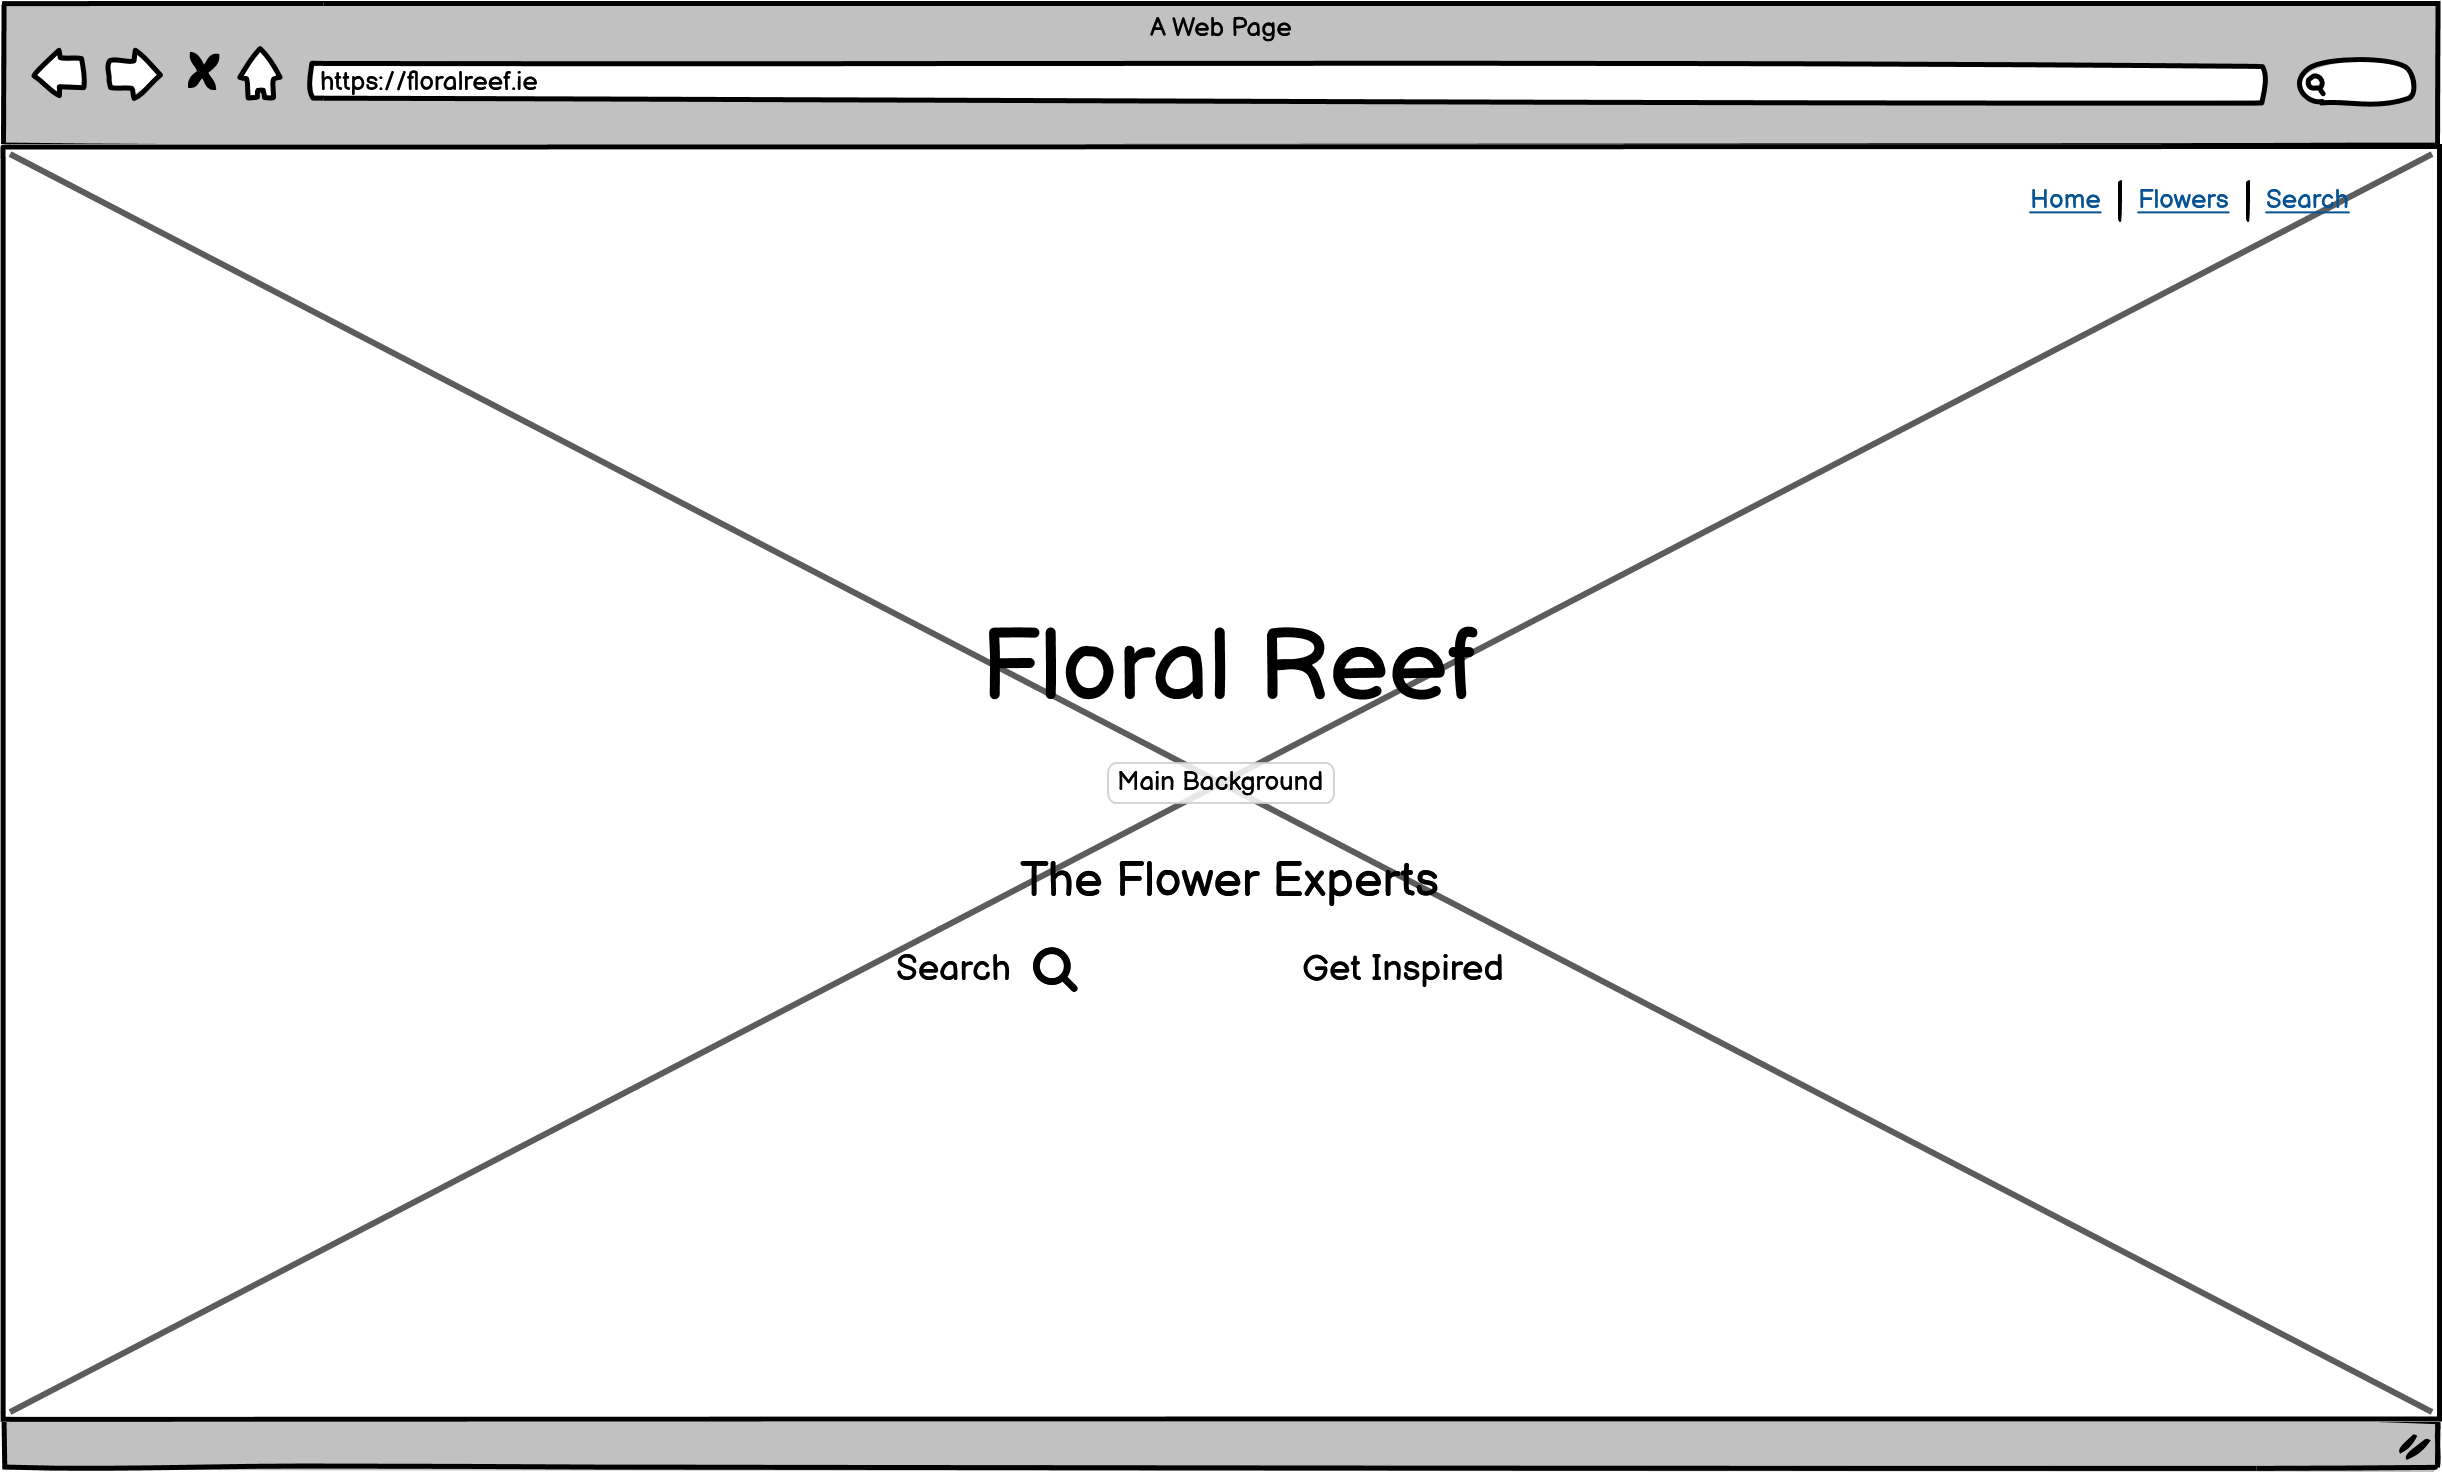 A Web Page
https://floralreef.ie
Home | Flowers | Search
Floral Reef
Main Background
The Flower Experts
Search
Get Inspired